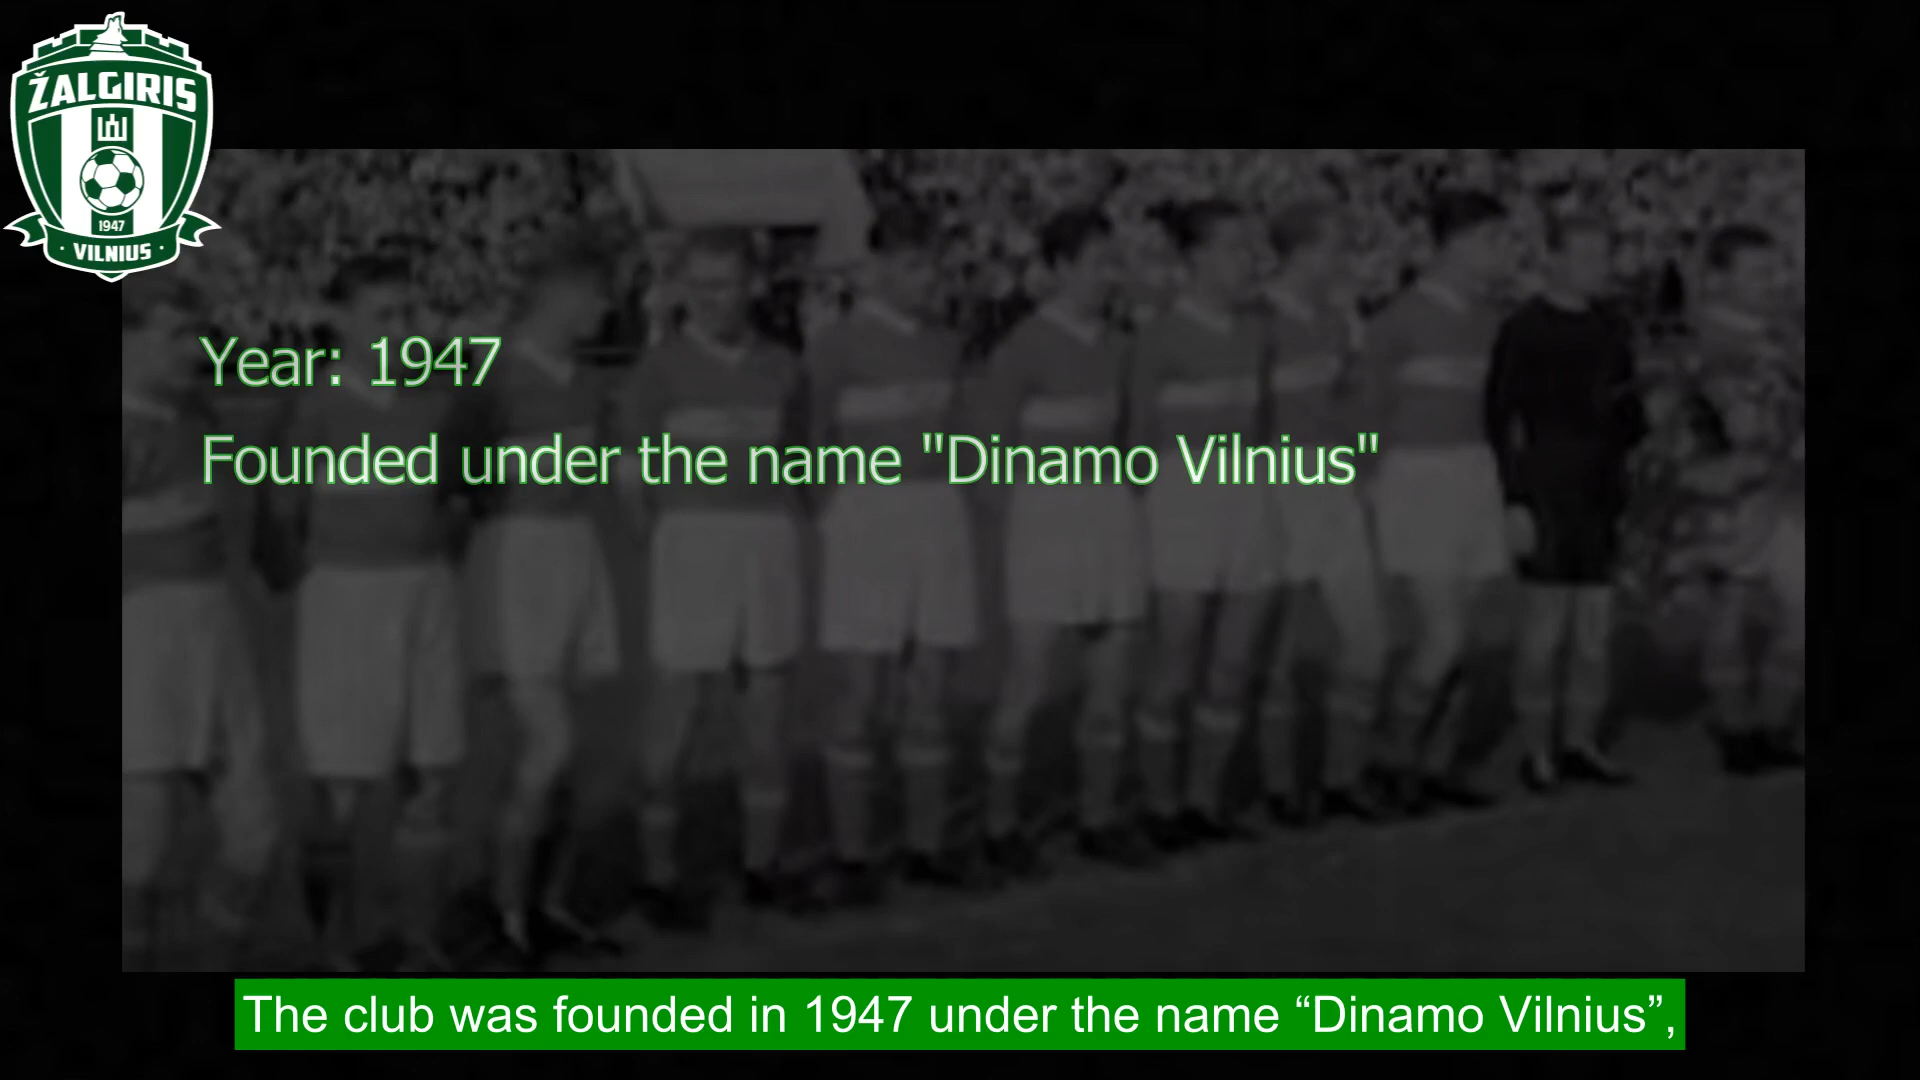 ŽALGIRIS
1947
VILNIUS
Year: 1947
Founded under the name "Dinamo Vilnius"
The club was founded in 1947 under the name “Dinamo Vilnius”,